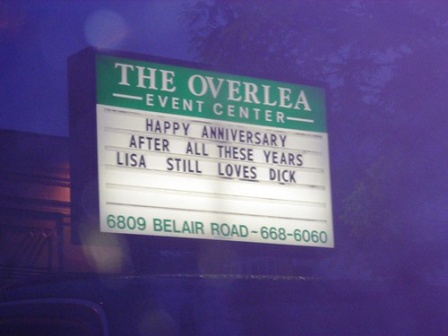 THE OVERLEA
EVENT CENTER
HAPPY ANNIVERSARY
AFTER ALL THESE YEARS
LISA STILL LOVES DICK
6809 BELAIR ROAD~668-6060